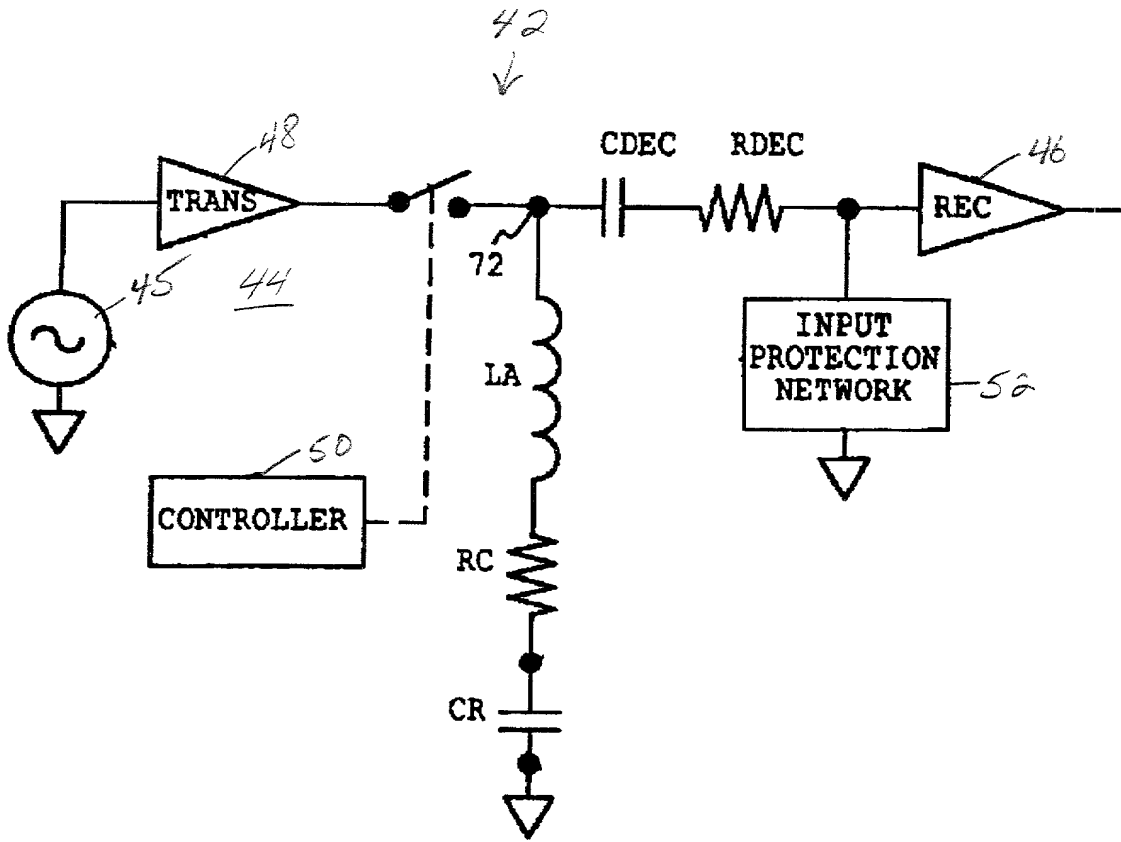 42
48
CDEC
RDEC
46
TRANS
REC
72
45
44
INPUT
PROTECTION
NETWORK
52
LA
50
CONTROLLER
RC
CR